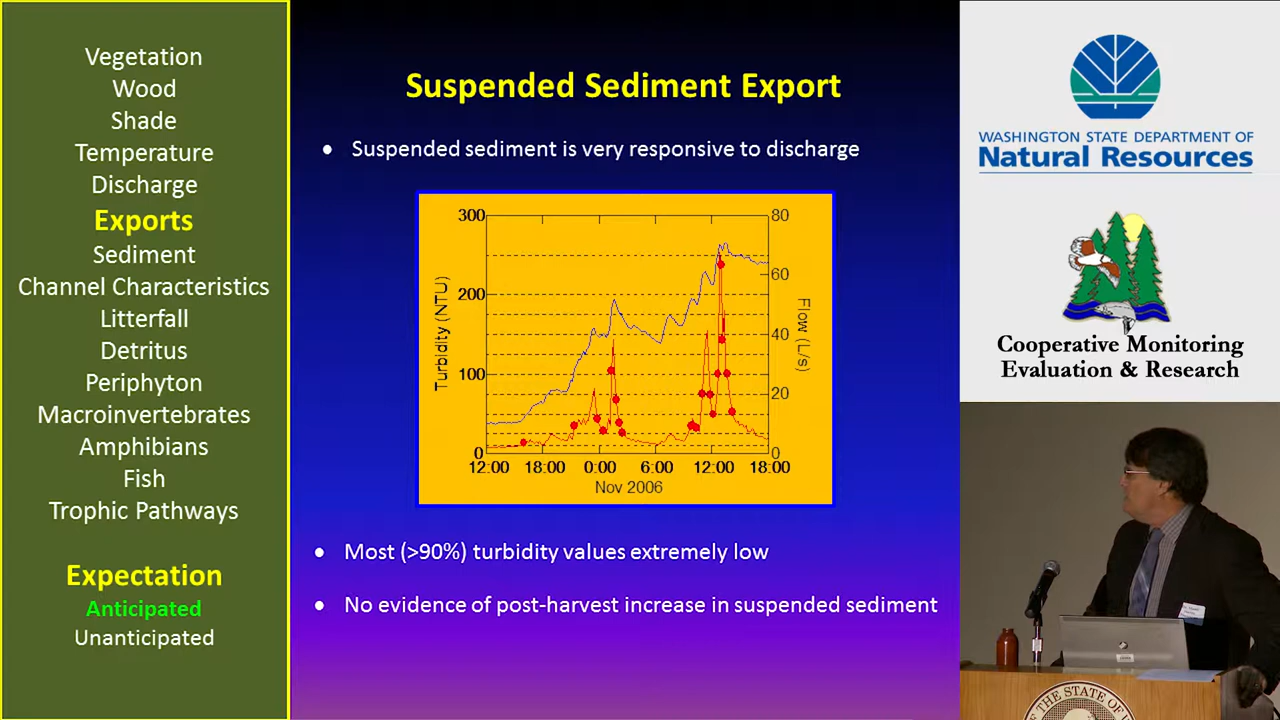 Vegetation
Wood
Shade
Temperature
Discharge
Exports
Sediment
Channel Characteristics
Litterfall
Detritus
Periphyton
Macroinvertebrates
Amphibians
Fish
Trophic Pathways
Expectation
Anticipated
Unanticipated
Suspended Sediment Export
• Suspended sediment is very responsive to discharge
300
200
100
0
Turbidity (NTU)
80
60
40
20
0
Flow (L/s)
12:00 18:00 0:00 6:00 12:00 18:00
Nov 2006
• Most (>90%) turbidity values extremely low
• No evidence of post-harvest increase in suspended sediment
WASHINGTON STATE DEPARTMENT OF
Natural Resources
Cooperative Monitoring
Evaluation & Research
THE STATE OF